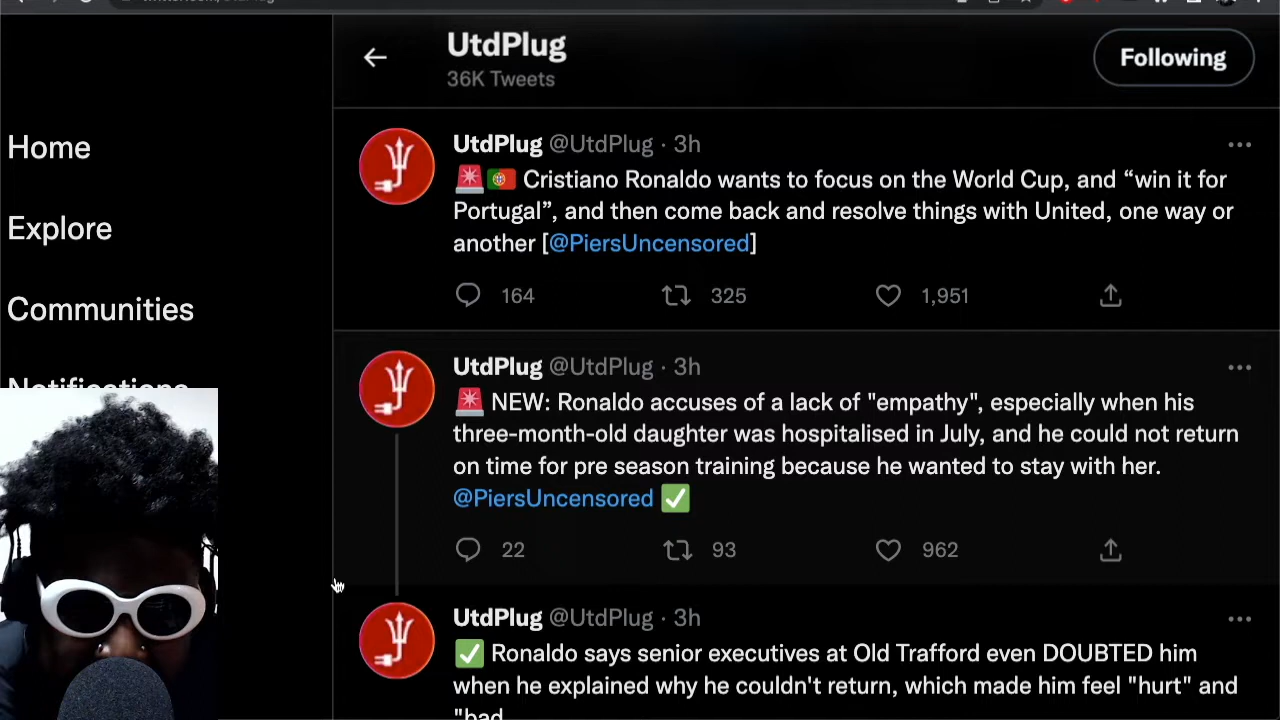 UtdPlug
36K Tweets
Following
Home
Explore
Communities
Notifications
UtdPlug @UtdPlug · 3h
🚨🇵🇹 Cristiano Ronaldo wants to focus on the World Cup, and “win it for
Portugal”, and then come back and resolve things with United, one way or
another [@PiersUncensored]
164 325 1,951
UtdPlug @UtdPlug · 3h
🚨 NEW: Ronaldo accuses of a lack of "empathy", especially when his
three-month-old daughter was hospitalised in July, and he could not return
on time for pre season training because he wanted to stay with her.
@PiersUncensored ✅
22 93 962
UtdPlug @UtdPlug · 3h
✅ Ronaldo says senior executives at Old Trafford even DOUBTED him
when he explained why he couldn't return, which made him feel "hurt" and
"bad